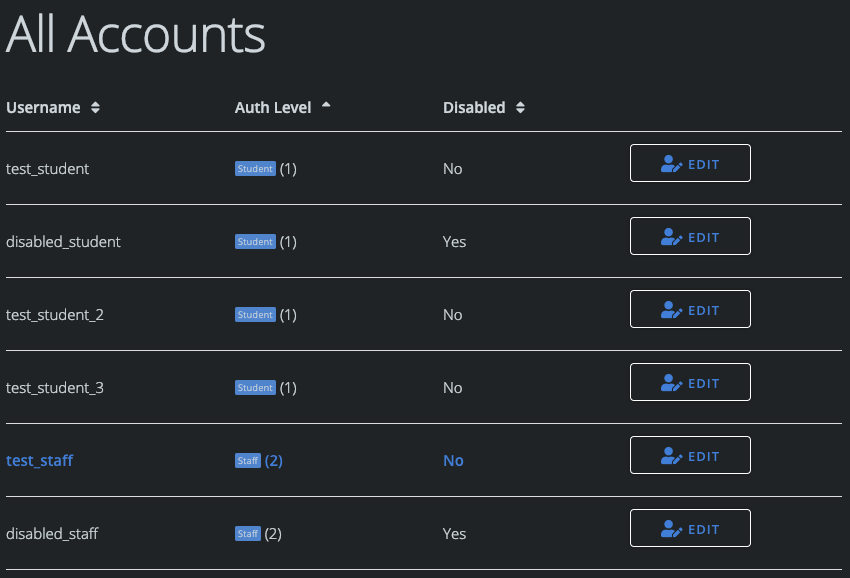 All Accounts
Username Auth Level Disabled
test_student Student (1) No EDIT
disabled_student Student (1) Yes EDIT
test_student_2 Student (1) No EDIT
test_student_3 Student (1) No EDIT
test_staff Staff (2) No EDIT
disabled_staff Staff (2) Yes EDIT